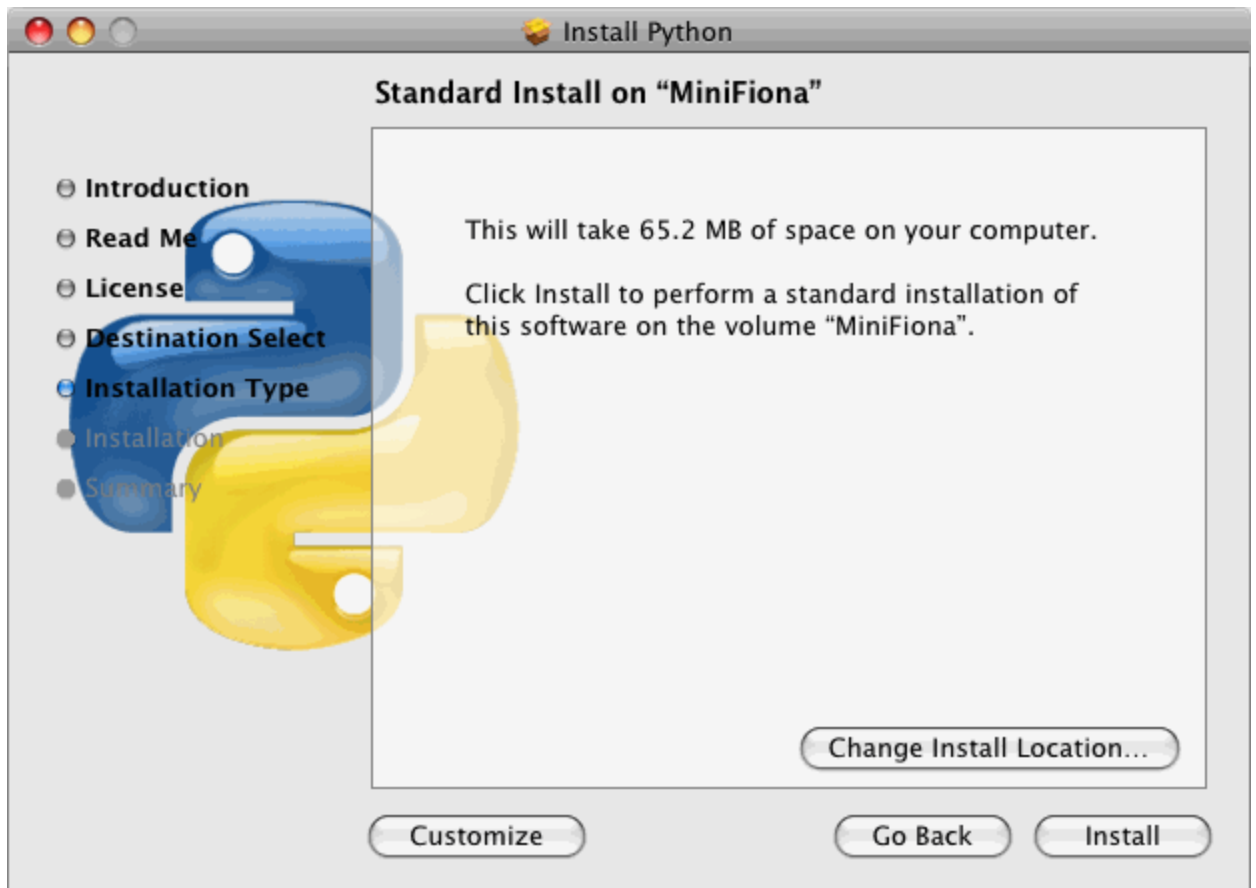 Install Python
Standard Install on “MiniFiona”
Introduction
Read Me
License
Destination Select
Installation Type
Installation
Summary
This will take 65.2 MB of space on your computer.
Click Install to perform a standard installation of
this software on the volume “MiniFiona”.
Change Install Location...
Customize
Go Back
Install